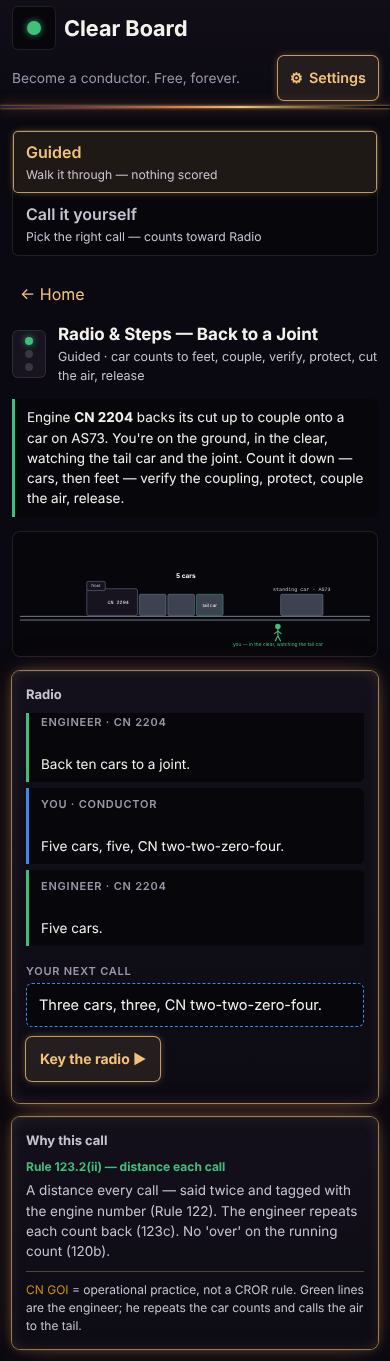 Clear Board
Become a conductor. Free, forever.
⚙ Settings
Guided
Walk it through — nothing scored
Call it yourself
Pick the right call — counts toward Radio
← Home
Radio & Steps — Back to a Joint
Guided · car counts to feet, couple, verify, protect, cut
the air, release
Engine CN 2204 backs its cut up to couple onto a
car on AS73. You're on the ground, in the clear,
watching the tail car and the joint. Count it down —
cars, then feet — verify the coupling, protect, couple
the air, release.
5 cars
front
CN 2204
tail car
standing car · AS73
you — in the clear, watching the tail car
Radio
ENGINEER · CN 2204
Back ten cars to a joint.
YOU · CONDUCTOR
Five cars, five, CN two-two-zero-four.
ENGINEER · CN 2204
Five cars.
YOUR NEXT CALL
Three cars, three, CN two-two-zero-four.
Key the radio ▶
Why this call
Rule 123.2(ii) — distance each call
A distance every call — said twice and tagged with
the engine number (Rule 122). The engineer repeats
each count back (123c). No 'over' on the running
count (120b).
CN GOI = operational practice, not a CROR rule. Green lines
are the engineer; he repeats the car counts and calls the air
to the tail.